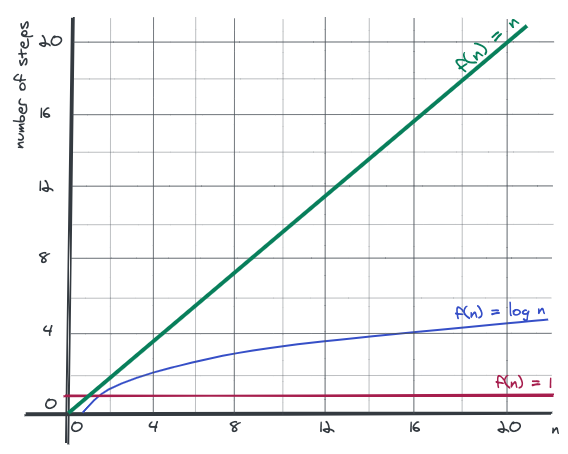 number of steps
20
16
12
8
4
0
f(n) = n
f(n) = log n
f(n) = 1
0 4 8 12 16 20 n